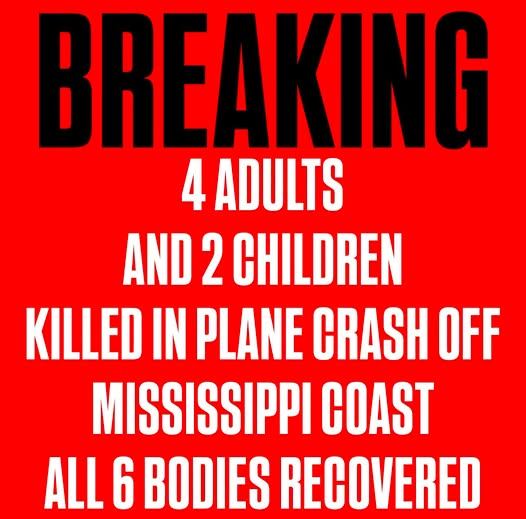 BREAKING
4 ADULTS
AND 2 CHILDREN
KILLED IN PLANE CRASH OFF
MISSISSIPPI COAST
ALL 6 BODIES RECOVERED